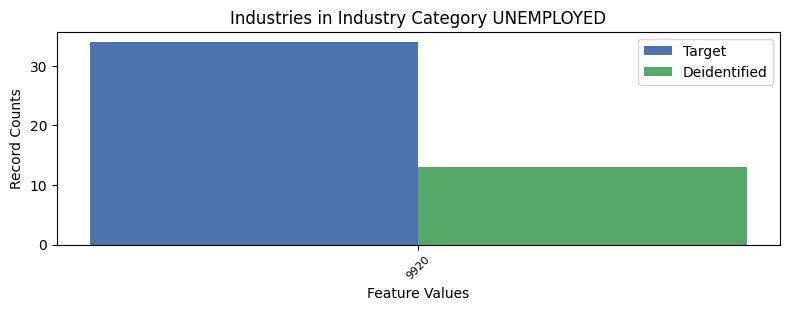 Industries in Industry Category UNEMPLOYED
Target
Deidentified
Record Counts
30
20
10
0
9920
Feature Values